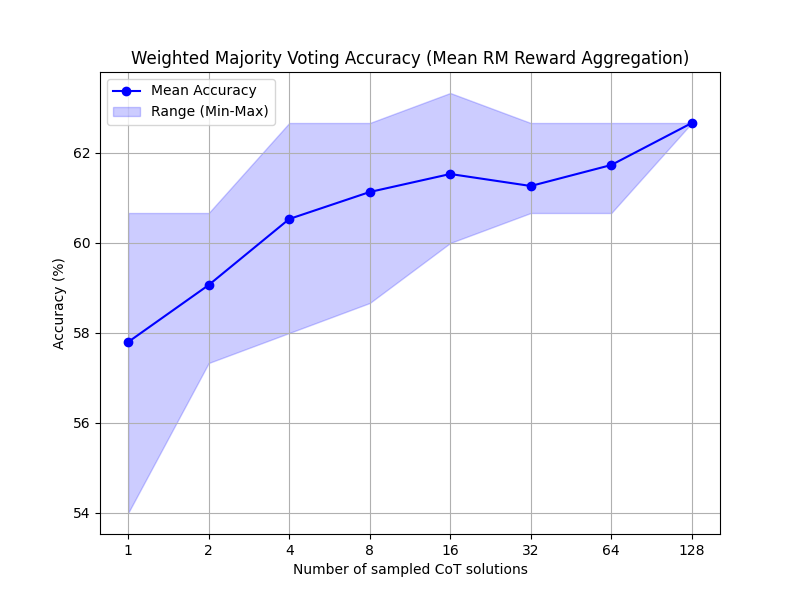 Weighted Majority Voting Accuracy (Mean RM Reward Aggregation)
Mean Accuracy
Range (Min-Max)
Accuracy (%)
62
60
58
56
54
1 2 4 8 16 32 64 128
Number of sampled CoT solutions